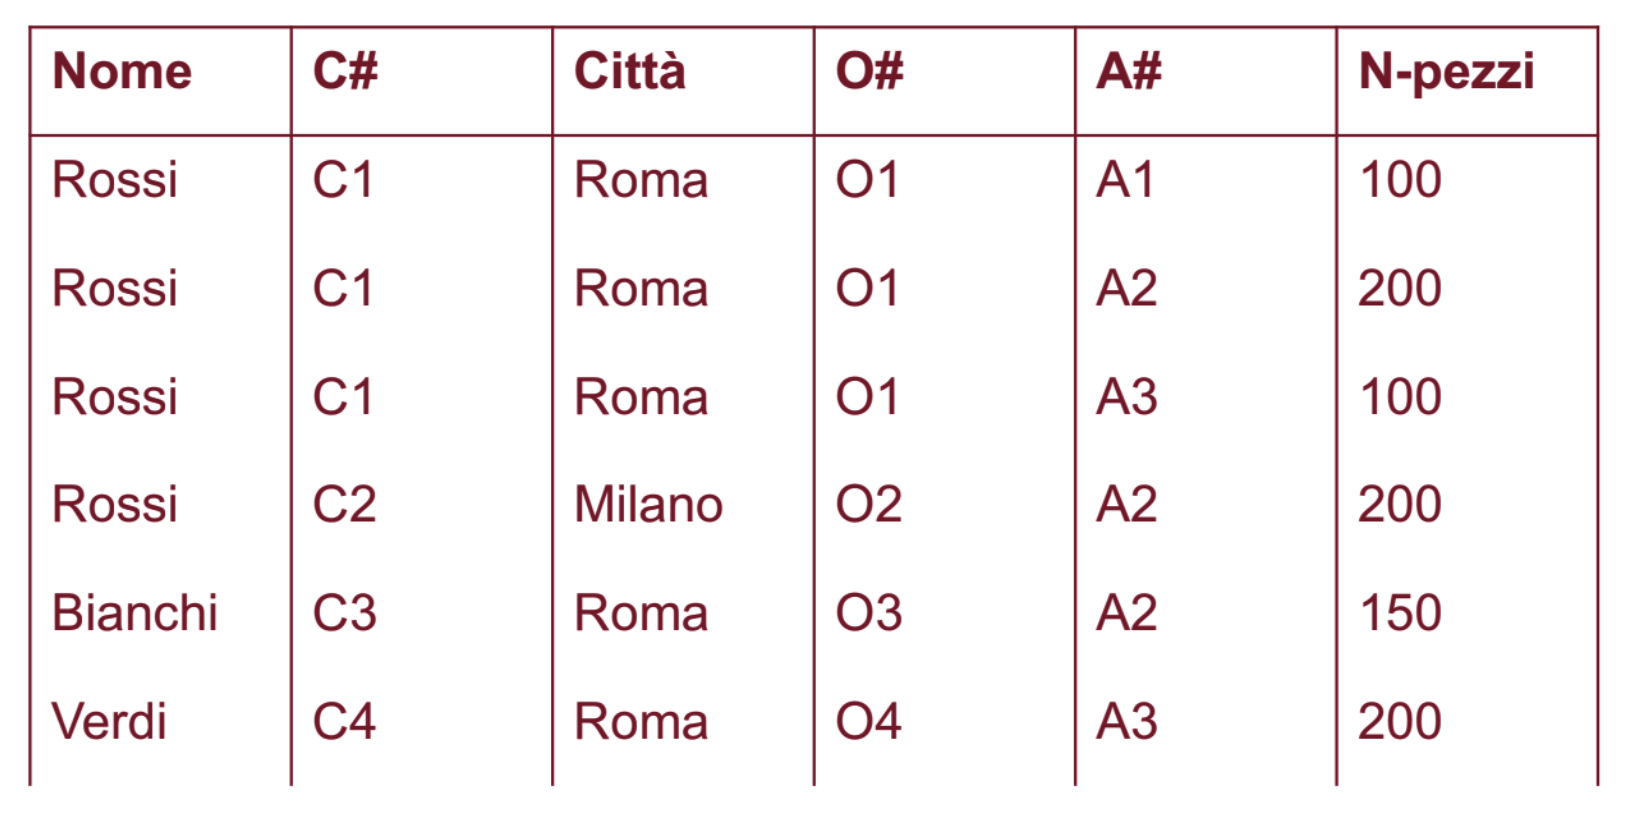 Nome C# Città O# A# N-pezzi
Rossi C1 Roma O1 A1 100
Rossi C1 Roma O1 A2 200
Rossi C1 Roma O1 A3 100
Rossi C2 Milano O2 A2 200
Bianchi C3 Roma O3 A2 150
Verdi C4 Roma O4 A3 200